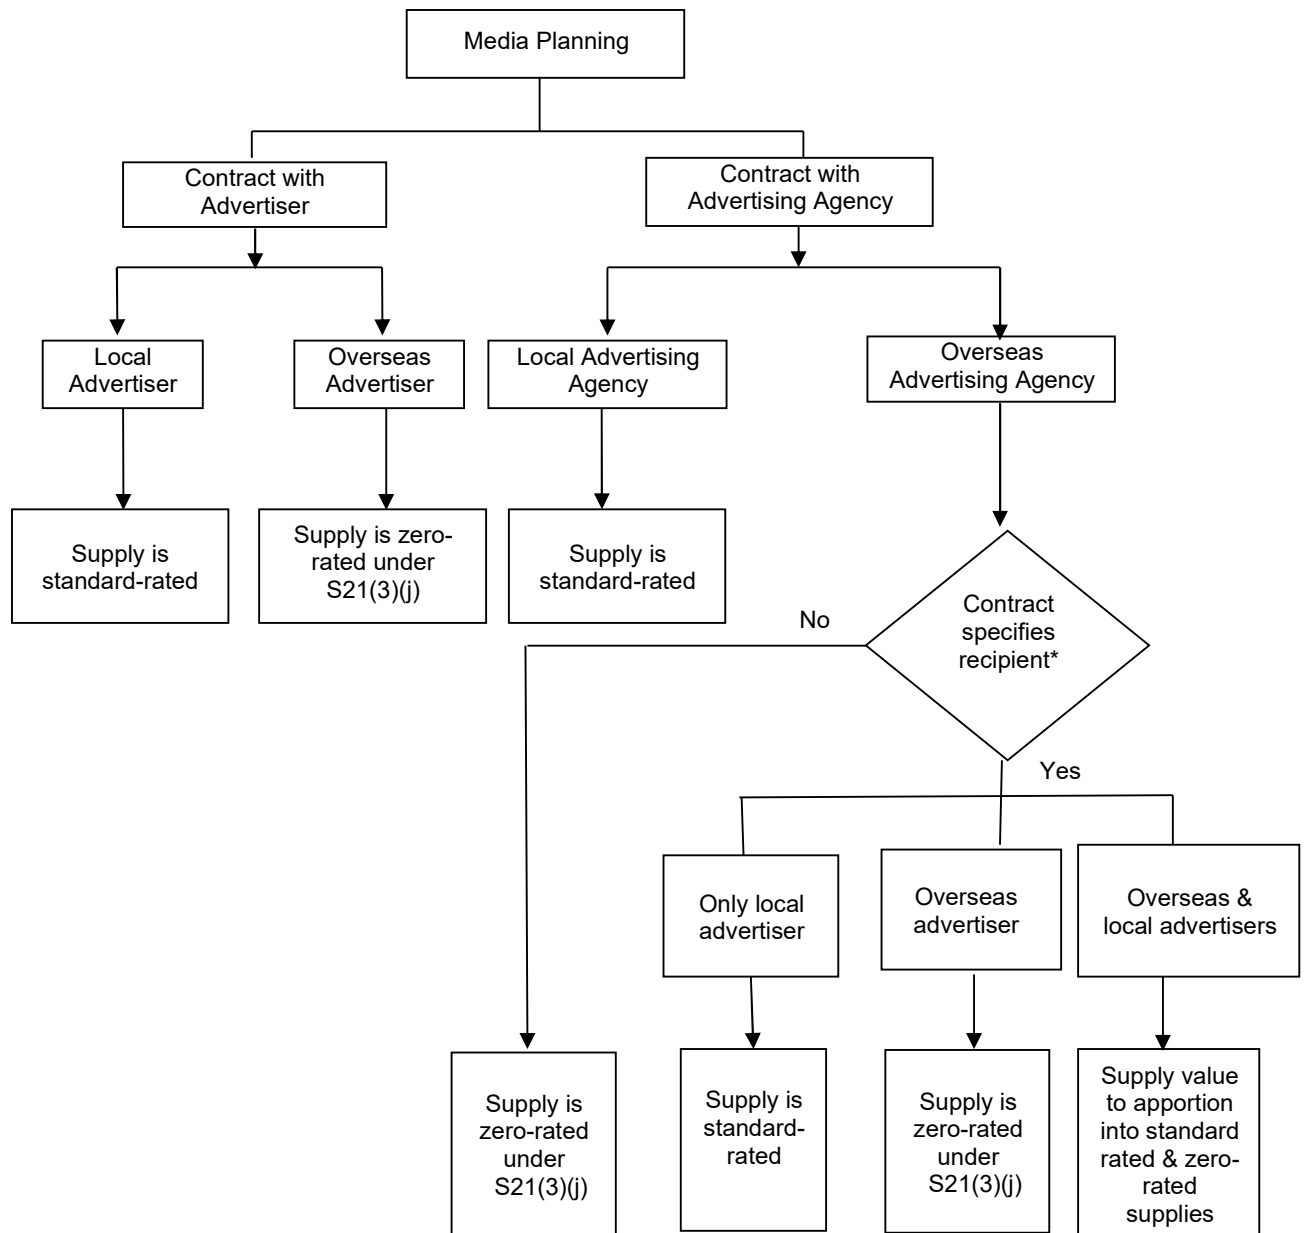 Media Planning
Contract with
Advertiser
Contract with
Advertising Agency
Local
Advertiser
Overseas
Advertiser
Local Advertising
Agency
Overseas
Advertising Agency
Supply is
standard-rated
Supply is zero-
rated under
S21(3)(j)
Supply is
standard-rated
Contract
specifies
recipient*
No
Yes
Only local
advertiser
Overseas
advertiser
Overseas &
local advertisers
Supply is
zero-rated
under
S21(3)(j)
Supply is
standard-
rated
Supply is
zero-rated
under
S21(3)(j)
Supply value
to apportion
into standard
rated & zero-
rated
supplies